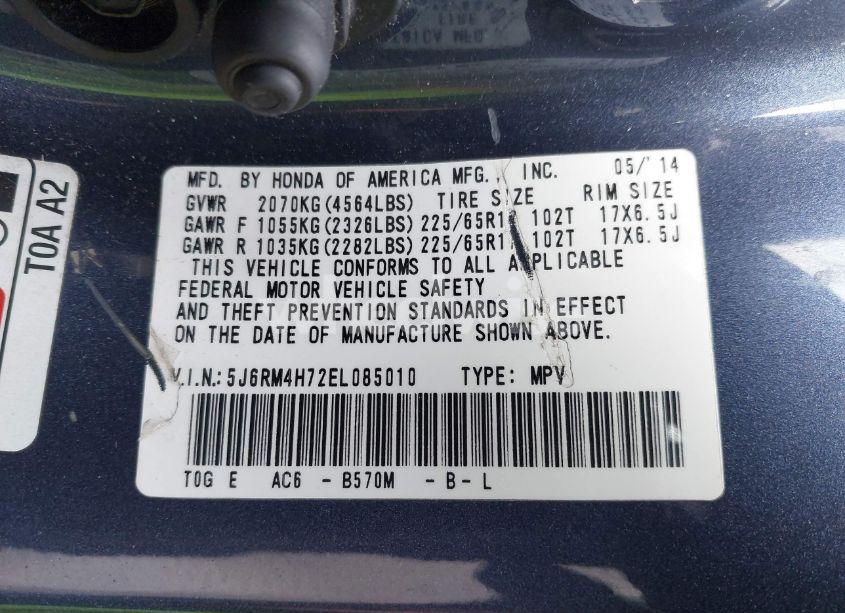 MFD. BY HONDA OF AMERICA MFG., INC. 05/'14
GVWR 2070KG(4564LBS) TIRE SIZE RIM SIZE
GAWR F 1055KG(2326LBS) 225/65R1 102T 17X6.5J
GAWR R 1035KG(2282LBS) 225/65R1 102T 17X6.5J
THIS VEHICLE CONFORMS TO ALL APPLICABLE
FEDERAL MOTOR VEHICLE SAFETY
AND THEFT PREVENTION STANDARDS IN EFFECT
ON THE DATE OF MANUFACTURE SHOWN ABOVE.
V.I.N.: 5J6RM4H72EL085010 TYPE: MPV
TOG E AC6 - B570M - B - L
TOA A2